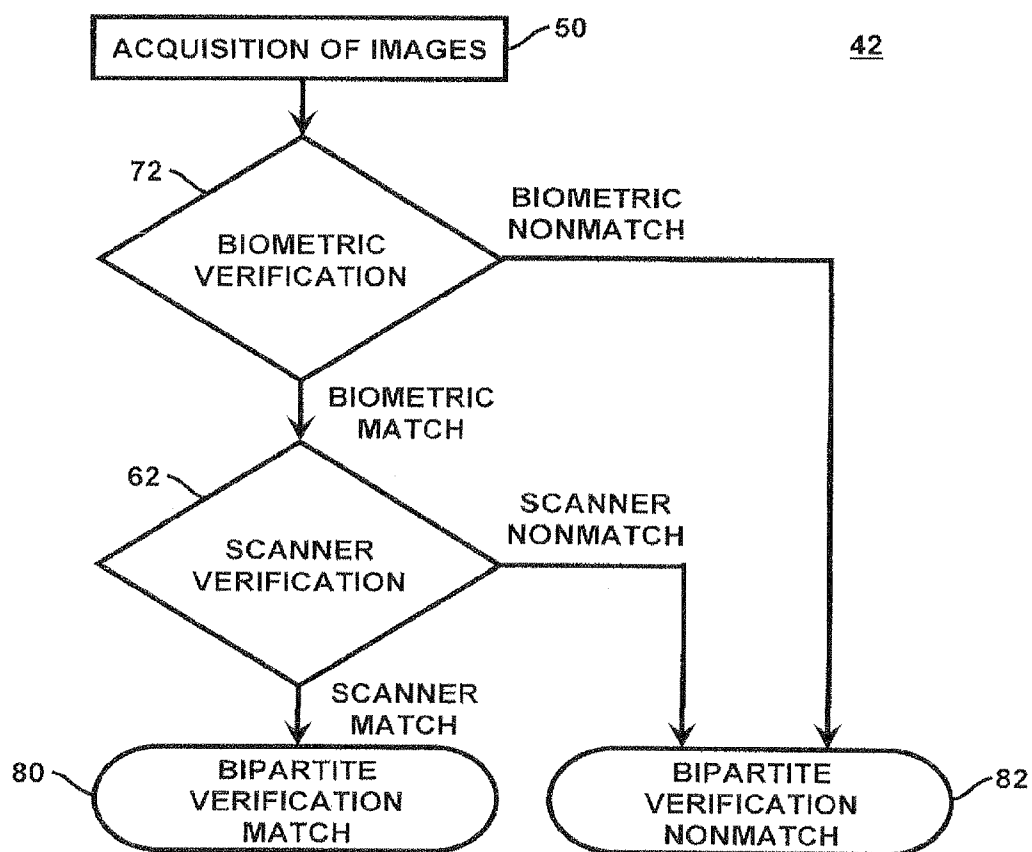 ACQUISITION OF IMAGES
50
42
72
BIOMETRIC
VERIFICATION
BIOMETRIC
NONMATCH
BIOMETRIC
MATCH
62
SCANNER
VERIFICATION
SCANNER
NONMATCH
SCANNER
MATCH
80
BIPARTITE
VERIFICATION
MATCH
BIPARTITE
VERIFICATION
NONMATCH
82